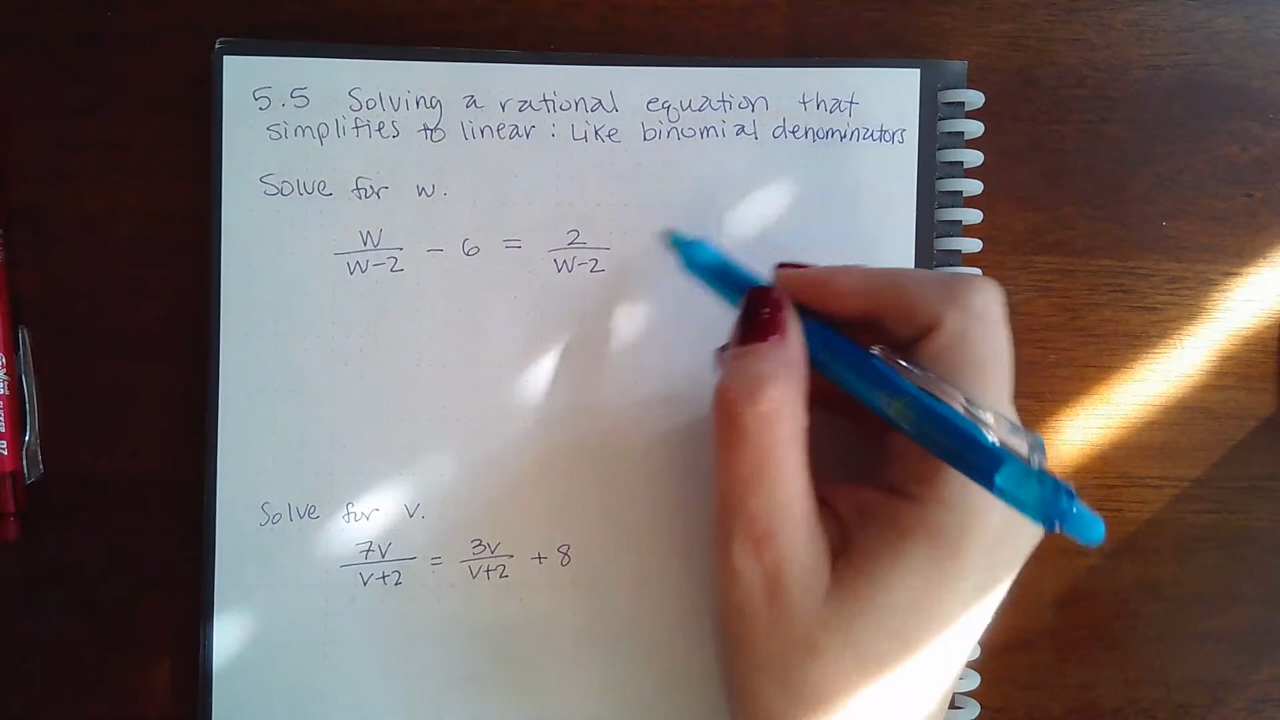 5.5 Solving a rational equation that
simplifies to linear : Like binomial denominators
Solve for w.
w/(w-2) - 6 = 2/(w-2)
Solve for v.
7v/(v+2) = 3v/(v+2) + 8